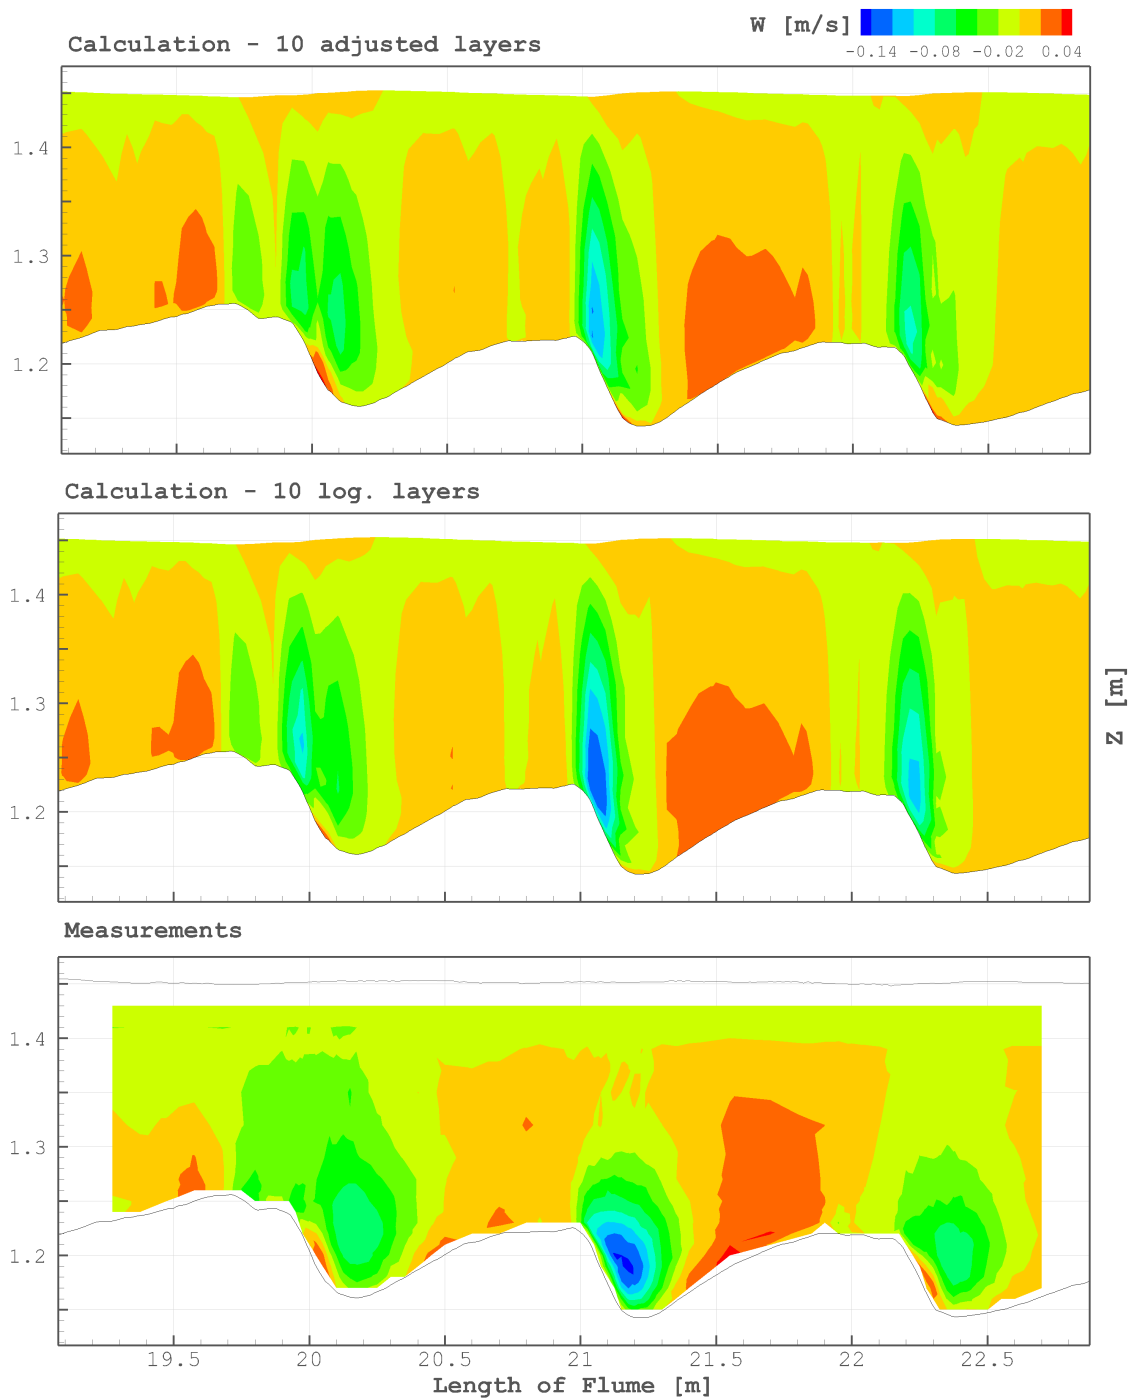 W [m/s]
-0.14 -0.08 -0.02 0.04
Calculation - 10 adjusted layers
1.4
1.3
1.2
Calculation - 10 log. layers
1.4
1.3
1.2
Z [m]
Measurements
1.4
1.3
1.2
19.5 20 20.5 21 21.5 22 22.5
Length of Flume [m]